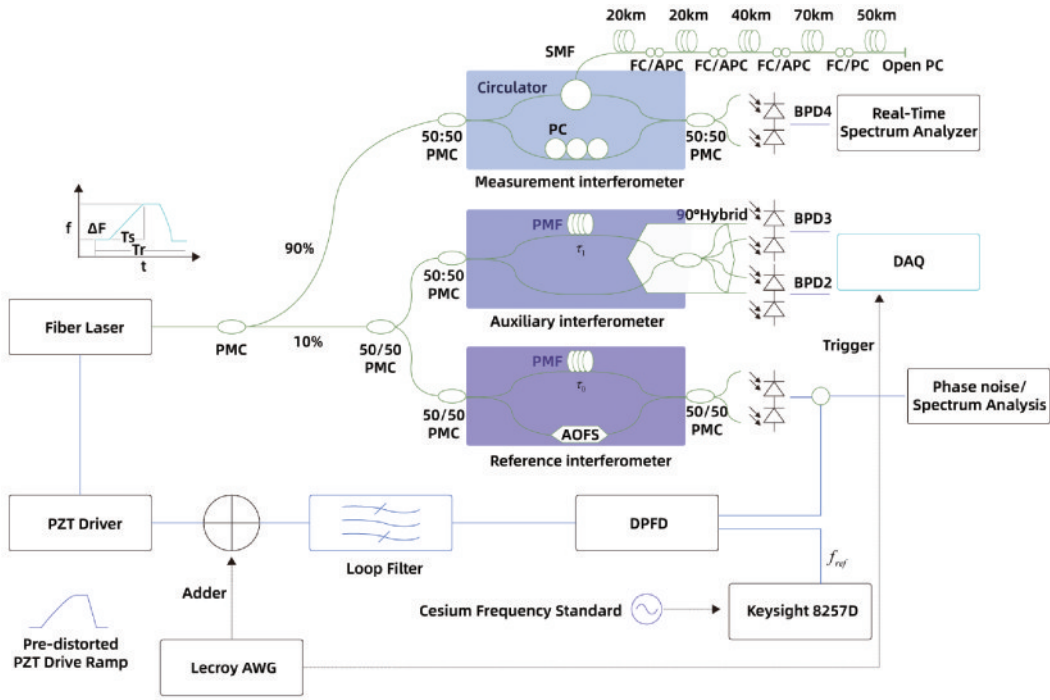 20km 20km 40km 70km 50km
SMF
FC/APC FC/APC FC/APC FC/PC Open PC
Circulator
PC
50:50
PMC
50:50
PMC
BPD4
Real-Time
Spectrum Analyzer
Measurement interferometer
f
ΔF
Ts
Tr
t
90%
PMF
τ1
90°Hybrid
BPD3
BPD2
DAQ
50:50
PMC
Auxiliary interferometer
Fiber Laser
PMC
10%
50/50
PMC
Trigger
PMF
τ0
AOFS
50/50
PMC
50/50
PMC
Reference interferometer
Phase noise/
Spectrum Analysis
PZT Driver
Loop Filter
DPFD
fref
Adder
Cesium Frequency Standard
Keysight 8257D
Pre-distorted
PZT Drive Ramp
Lecroy AWG